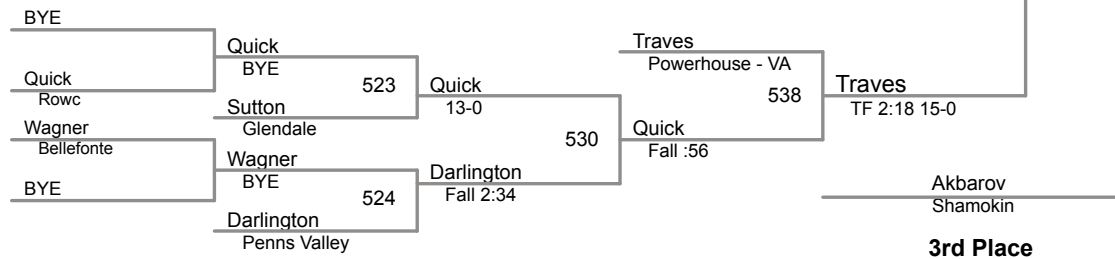 BYE
Quick
Rowc
Wagner
Bellefonte
BYE
Quick
BYE
523
Sutton
Glendale
Wagner
BYE
524
Darlington
Penns Valley
Quick
13-0
530
Darlington
Fall 2:34
Traves
Powerhouse - VA
538
Quick
Fall :56
Traves
TF 2:18 15-0
Akbarov
Shamokin
3rd Place